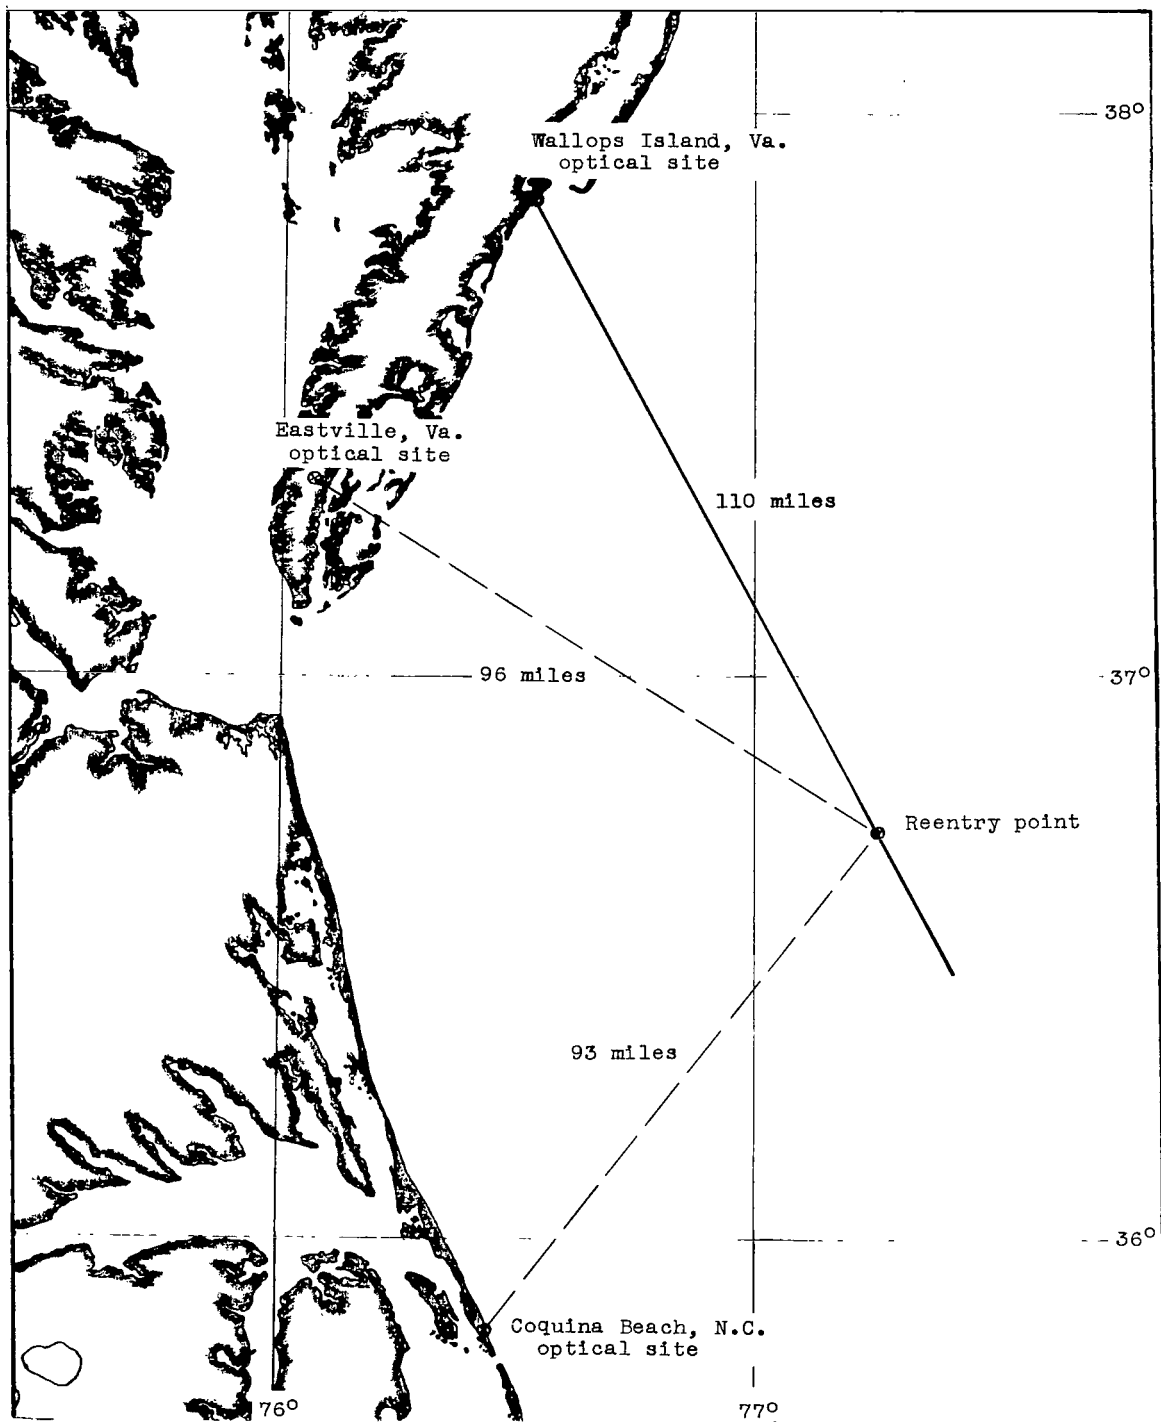 38°
Wallops Island, Va.
optical site
Eastville, Va.
optical site
110 miles
96 miles
37°
Reentry point
93 miles
36°
Coquina Beach, N.C.
optical site
76°
77°